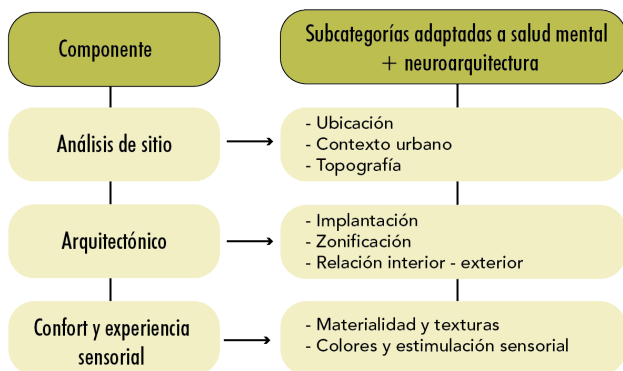 Componente
Subcategorías adaptadas a salud mental
+ neuroarquitectura
Análisis de sitio
- Ubicación
- Contexto urbano
- Topografía
Arquitectónico
- Implantación
- Zonificación
- Relación interior - exterior
Confort y experiencia
sensorial
- Materialidad y texturas
- Colores y estimulación sensorial